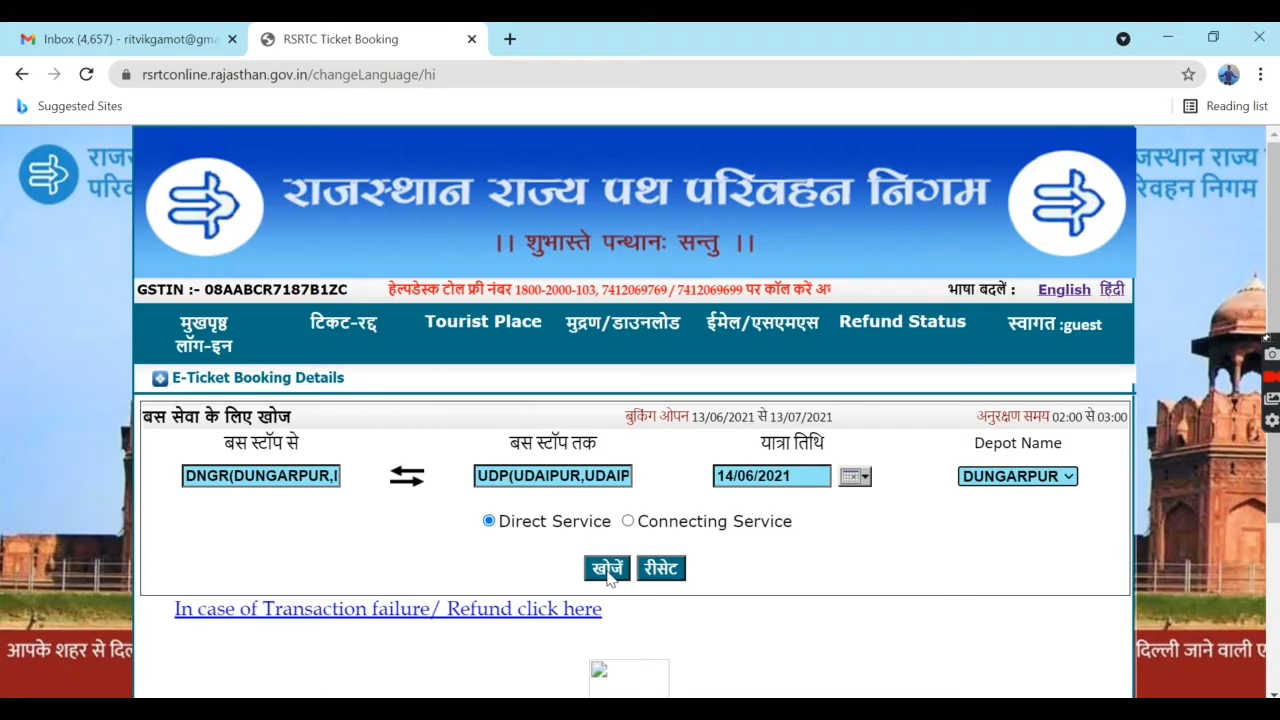 Inbox (4,657) - ritvikgamot@gma
RSRTC Ticket Booking
rsrtconline.rajasthan.gov.in/changeLanguage/hi
Suggested Sites
Reading list
राजस्थान राज्य पथ परिवहन निगम
।। शुभास्ते पन्थानः सन्तु ।।
GSTIN :- 08AABCR7187B1ZC
हेल्पडेस्क टोल फ्री नंबर 1800-2000-103, 7412069769 / 7412069699 पर कॉल करें
भाषा बदलें : English हिंदी
मुखपृष्ठ टिकट-रद्द Tourist Place मुद्रण/डाउनलोड ईमेल/एसएमएस Refund Status स्वागत :guest
लॉग-इन
E-Ticket Booking Details
बस सेवा के लिए खोज बुकिंग ओपन 13/06/2021 से 13/07/2021 अनुरक्षण समय 02:00 से 03:00
बस स्टॉप से बस स्टॉप तक यात्रा तिथि Depot Name
DNGR(DUNGARPUR, UDP(UDAIPUR,UDAIP 14/06/2021 DUNGARPUR
Direct Service Connecting Service
खोजें रीसेट
In case of Transaction failure/ Refund click here
आपके शहर से
दिल्ली जाने वाली
जस्थान राज्य
रिवहन निगम